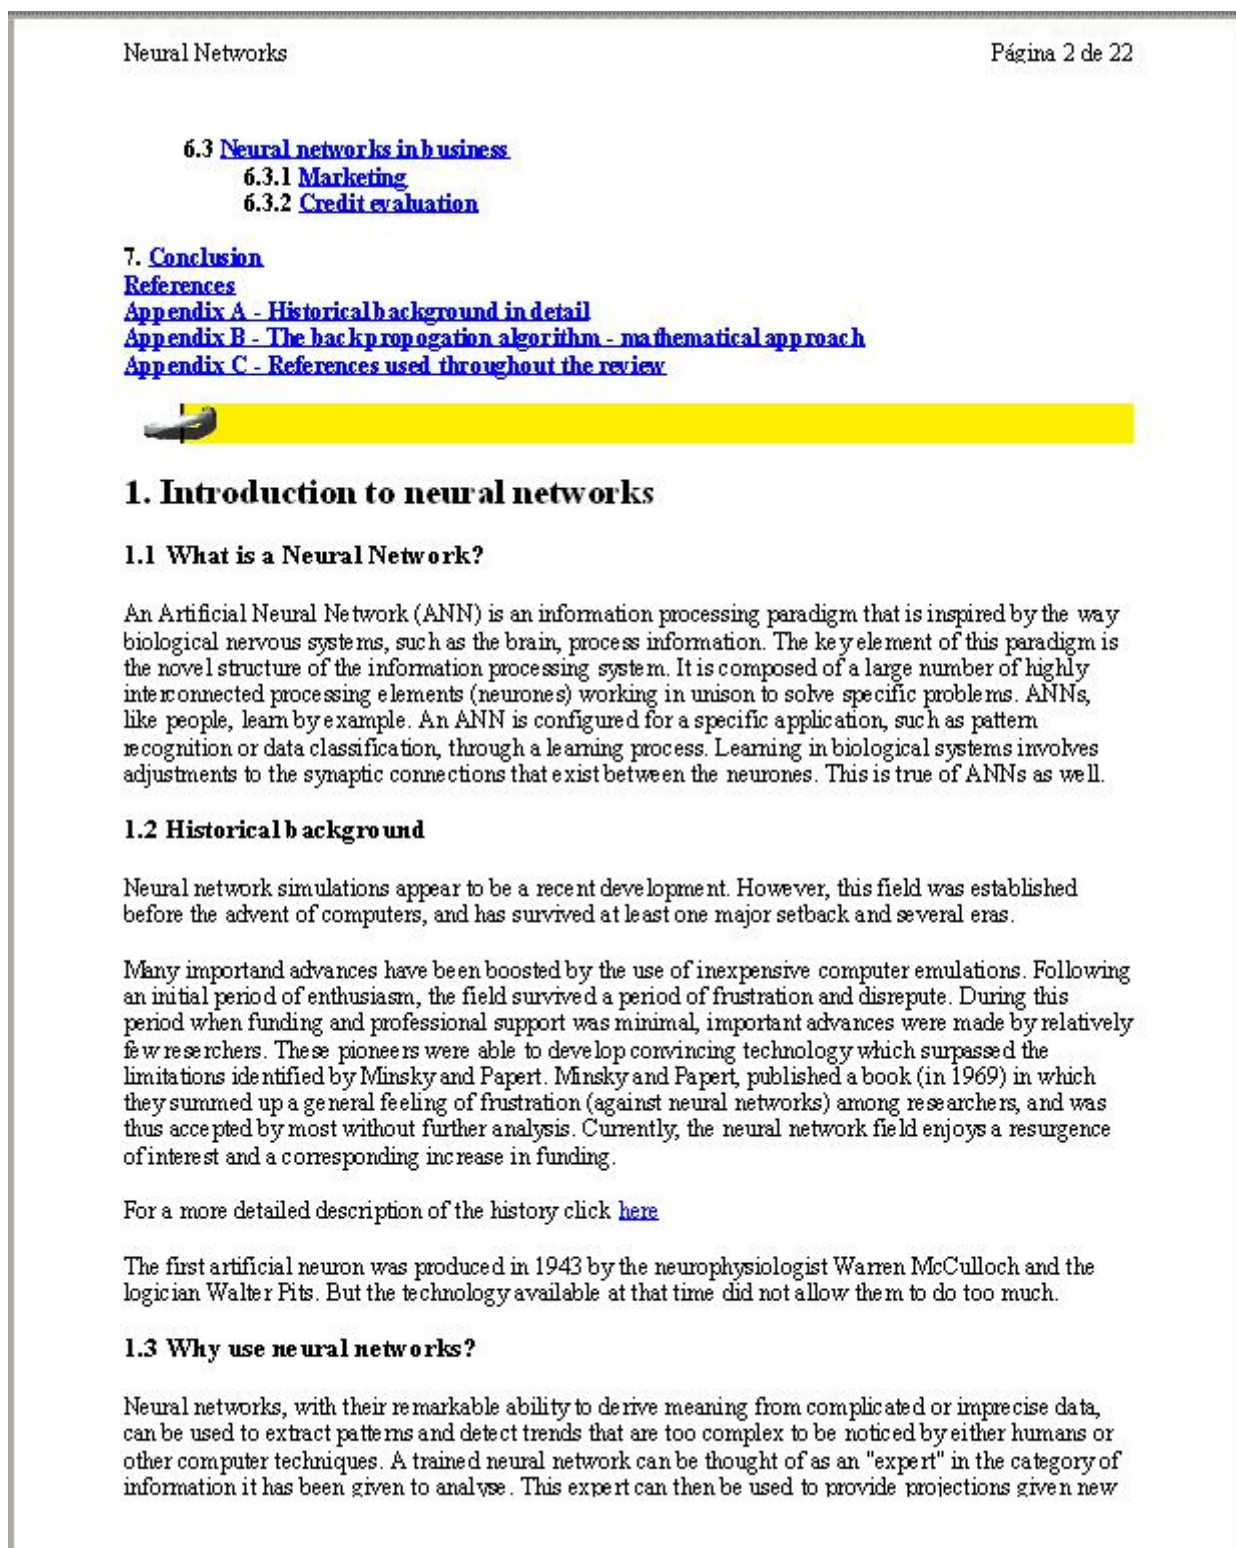 Neural Networks
Página 2 de 22
6.3 Neural networks in business
6.3.1 Marketing
6.3.2 Credit evaluation
7. Conclusion
References
Appendix A - Historical background in detail
Appendix B - The backpropogation algorithm - mathematical approach
Appendix C - References used throughout the review
1. Introduction to neural networks
1.1 What is a Neural Network?
An Artificial Neural Network (ANN) is an information processing paradigm that is inspired by the way
biological nervous systems, such as the brain, process information. The key element of this paradigm is
the novel structure of the information processing system. It is composed of a large number of highly
interconnected processing elements (neurones) working in unison to solve specific problems. ANNs,
like people, learn by example. An ANN is configured for a specific application, such as pattern
recognition or data classification, through a learning process. Learning in biological systems involves
adjustments to the synaptic connections that exist between the neurones. This is true of ANNs as well.
1.2 Historical background
Neural network simulations appear to be a recent development. However, this field was established
before the advent of computers, and has survived at least one major setback and several eras.
Many importand advances have been boosted by the use of inexpensive computer emulations. Following
an initial period of enthusiasm, the field survived a period of frustration and disrepute. During this
period when funding and professional support was minimal, important advances were made by relatively
few reserchers. These pioneers were able to develop convincing technology which surpassed the
limitations identified by Minsky and Papert. Minsky and Papert, published a book (in 1969) in which
they summed up a general feeling of frustration (against neural networks) among researchers, and was
thus accepted by most without further analysis. Currently, the neural network field enjoys a resurgence
of interest and a corresponding increase in funding.
For a more detailed description of the history click here
The first artificial neuron was produced in 1943 by the neurophysiologist Warren McCulloch and the
logician Walter Pits. But the technology available at that time did not allow them to do too much.
1.3 Why use neural networks?
Neural networks, with their remarkable ability to derive meaning from complicated or imprecise data,
can be used to extract patterns and detect trends that are too complex to be noticed by either humans or
other computer techniques. A trained neural network can be thought of as an "expert" in the category of
information it has been given to analyse. This expert can then be used to provide projections given new